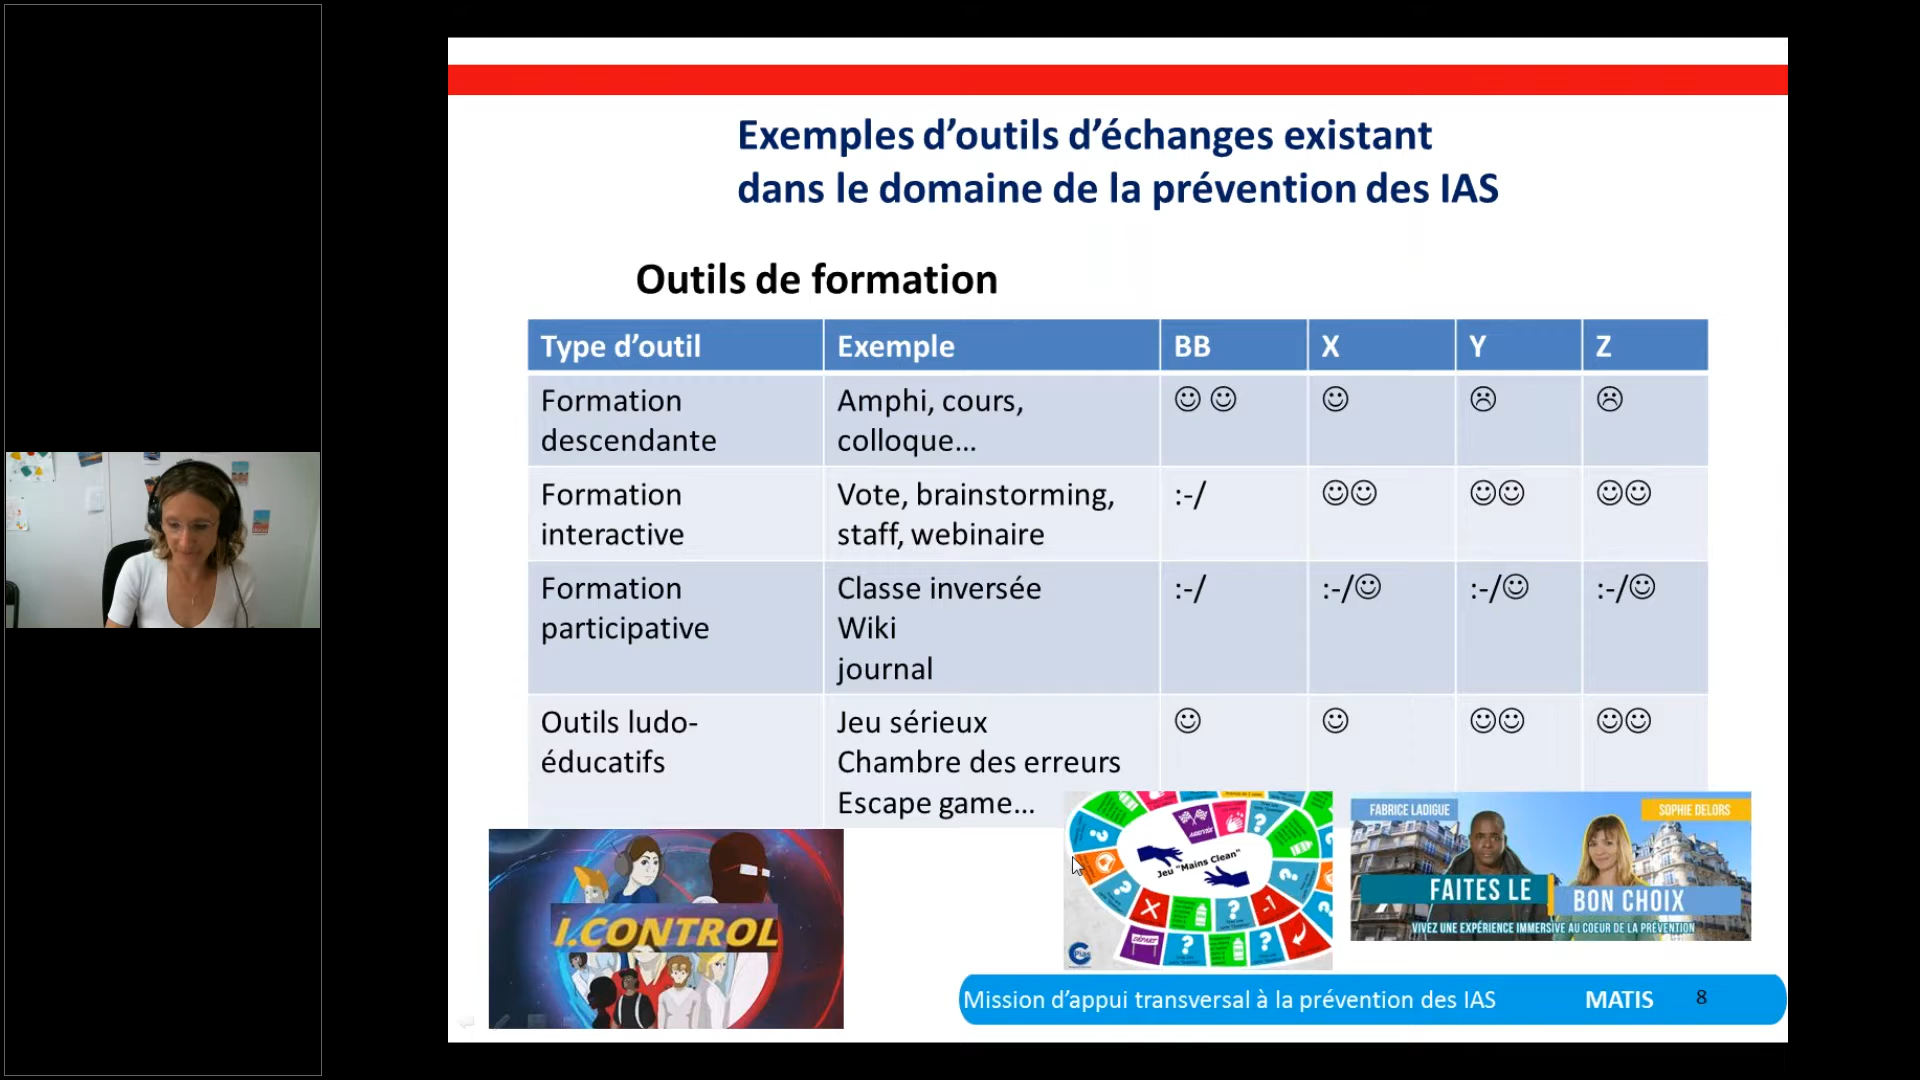 Exemples d’outils d’échanges existant
dans le domaine de la prévention des IAS
Outils de formation
Type d’outil Exemple BB X Y Z
Formation descendante Amphi, cours, colloque... ☺ ☺ ☺ ☹ ☹
Formation interactive Vote, brainstorming, staff, webinaire :-/ ☺☺ ☺☺ ☺☺
Formation participative Classe inversée Wiki journal :-/ :-/☺ :-/☺ :-/☺
Outils ludo-éducatifs Jeu sérieux Chambre des erreurs Escape game... ☺ ☺ ☺☺ ☺☺
I.CONTROL
ARRIVÉE
Jeu "Mains Clean"
DÉPART
-1
FABRICE LADIGUE
SOPHIE DELORS
FAITES LE BON CHOIX
VIVEZ UNE EXPÉRIENCE IMMERSIVE AU COEUR DE LA PRÉVENTION
Mission d’appui transversal à la prévention des IAS MATIS 8